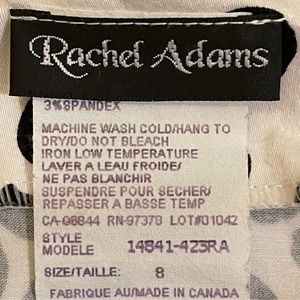 Rachel Adams
3%SPANDEX
MACHINE WASH COLD/HANG TO
DRY/DO NOT BLEACH
IRON LOW TEMPERATURE
LAVER A L'EAU FROIDE/
NE PAS BLANCHIR
SUSPENDRE POUR SECHER/
REPASSER A BASSE TEMP
CA-06844 RN-97378 LOT#01042
STYLE
MODELE 14841-423RA
SIZE/TAILLE: 8
FABRIQUE AU/MADE IN CANADA